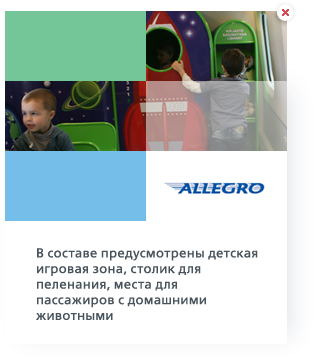 ALLEGRO
В составе предусмотрены детская
игровая зона, столик для
пеленания, места для
пассажиров с домашними
животными